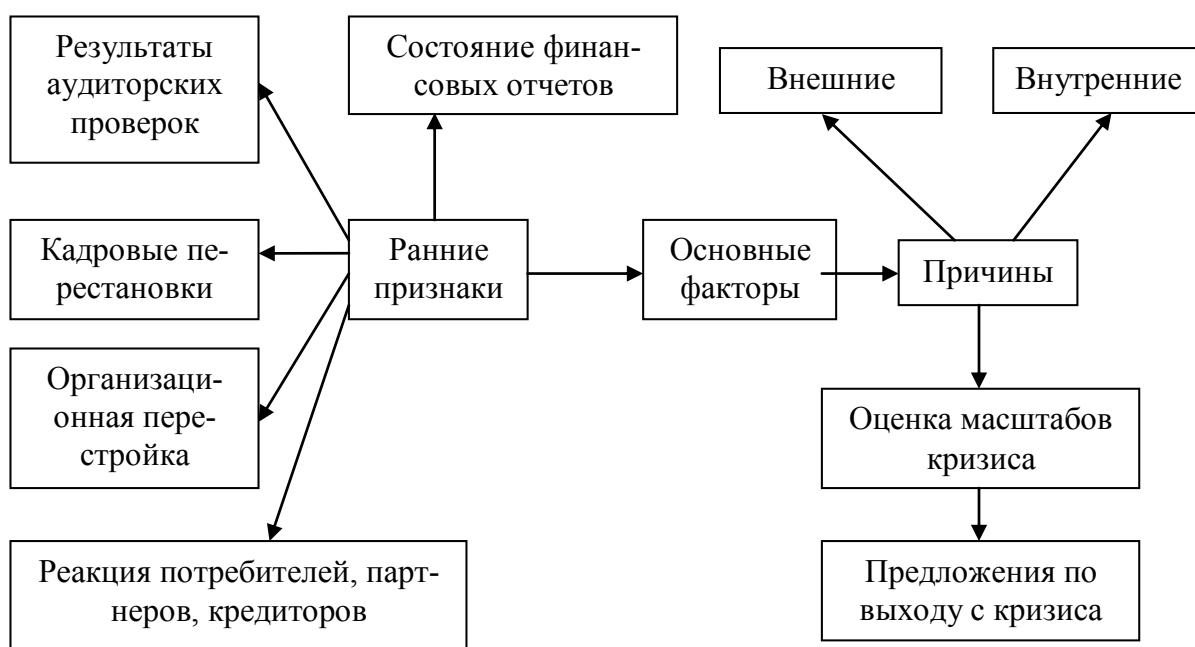 Результаты
аудиторских
проверок
Состояние финан-
совых отчетов
Внешние
Внутренние
Кадровые пе-
рестановки
Ранние
признаки
Основные
факторы
Причины
Организаци-
онная пере-
стройка
Оценка масштабов
кризиса
Реакция потребителей, парт-
неров, кредиторов
Предложения по
выходу с кризиса